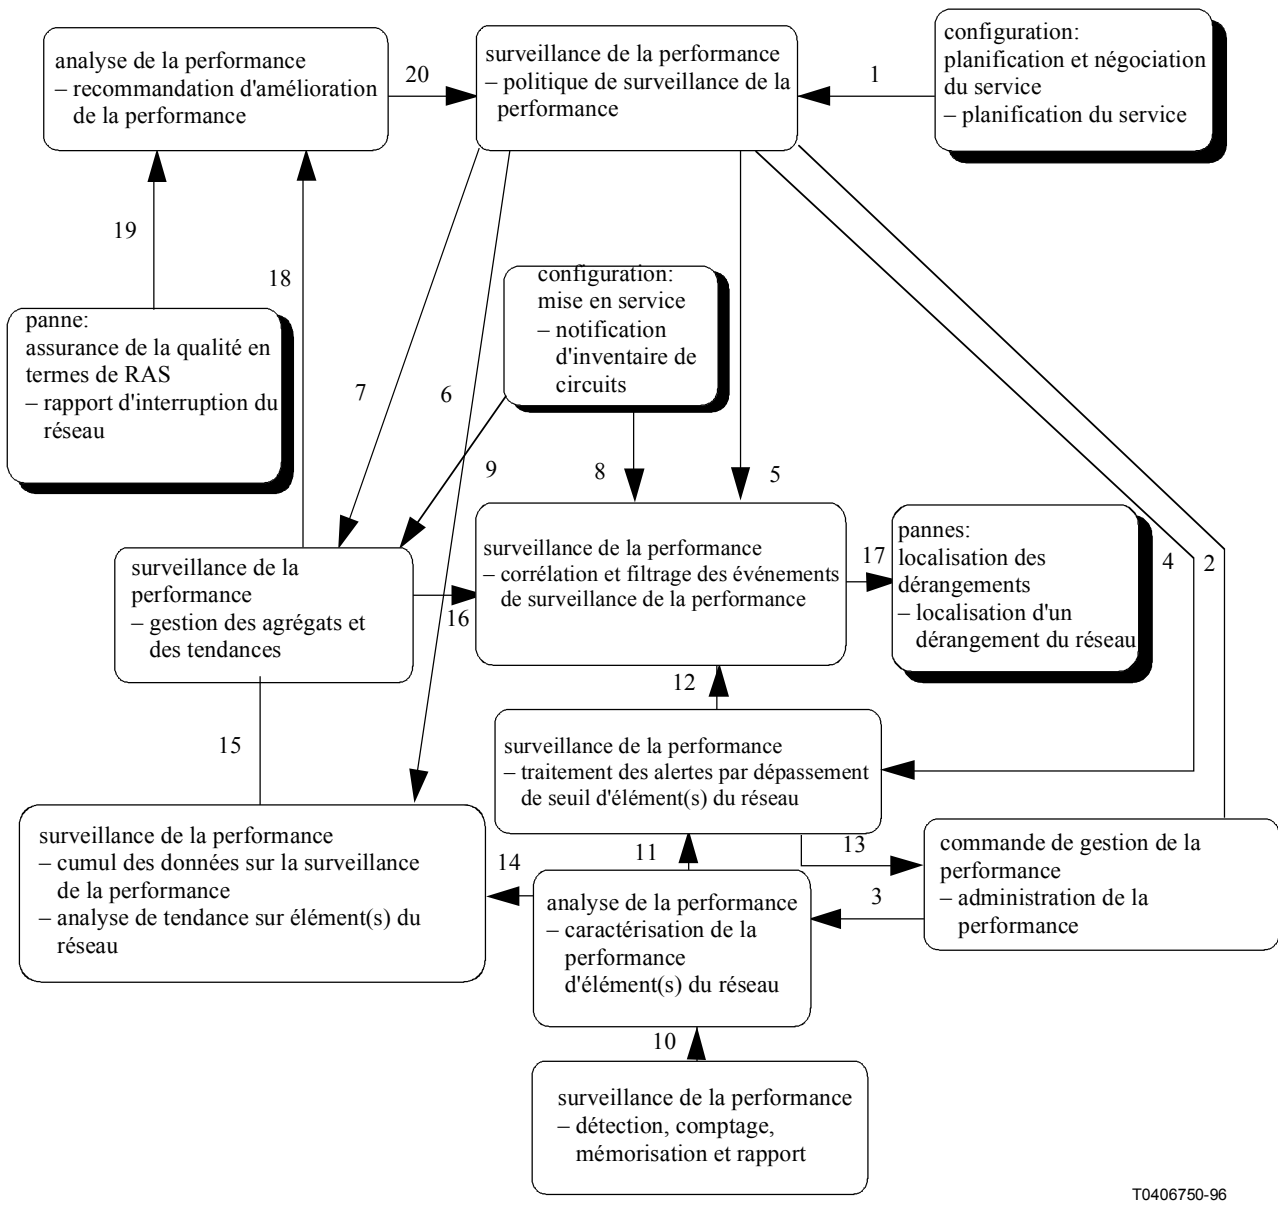 analyse de la performance
– recommandation d'amélioration
de la performance
20
surveillance de la performance
– politique de surveillance de la
performance
1
configuration:
planification et négociation
du service
– planification du service
19
18
panne:
assurance de la qualité en
termes de RAS
– rapport d'interruption du
réseau
7
6
configuration:
mise en service
– notification
d'inventaire de
circuits
9
8
5
4
2
surveillance de la
performance
– gestion des agrégats et
des tendances
16
surveillance de la performance
– corrélation et filtrage des événements
de surveillance de la performance
17
pannes:
localisation des
dérangements
– localisation d'un
dérangement du réseau
12
15
surveillance de la performance
– traitement des alertes par dépassement
de seuil d'élément(s) du réseau
surveillance de la performance
– cumul des données sur la surveillance
de la performance
– analyse de tendance sur élément(s) du
réseau
14
11
13
analyse de la performance
– caractérisation de la
performance
d'élément(s) du réseau
3
commande de gestion de la
performance
– administration de la
performance
10
surveillance de la performance
– détection, comptage,
mémorisation et rapport
T0406750-96